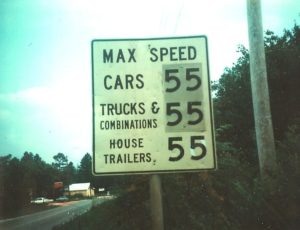 MAX SPEED
CARS 55
TRUCKS &
COMBINATIONS 55
HOUSE
TRAILERS 55